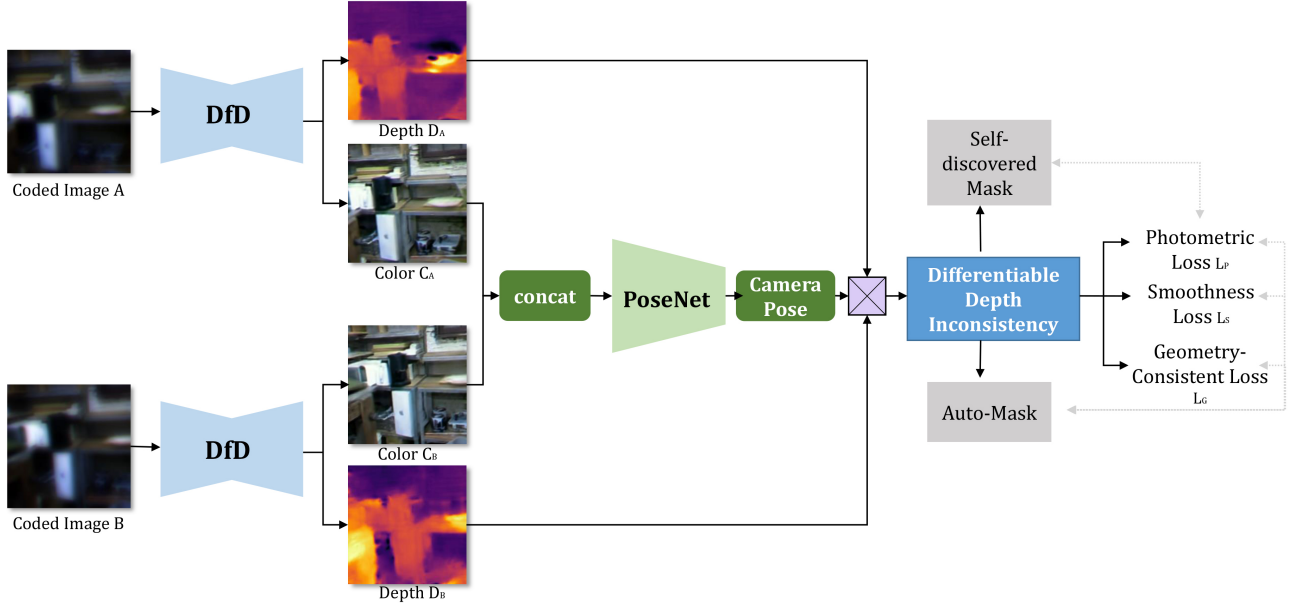 Coded Image A
DfD
Depth DA
Color CA
Coded Image B
DfD
Color CB
Depth DB
concat
PoseNet
Camera
Pose
Differentiable
Depth
Inconsistency
Self-
discovered
Mask
Auto-Mask
Photometric
Loss LP
Smoothness
Loss LS
Geometry-
Consistent Loss
LG